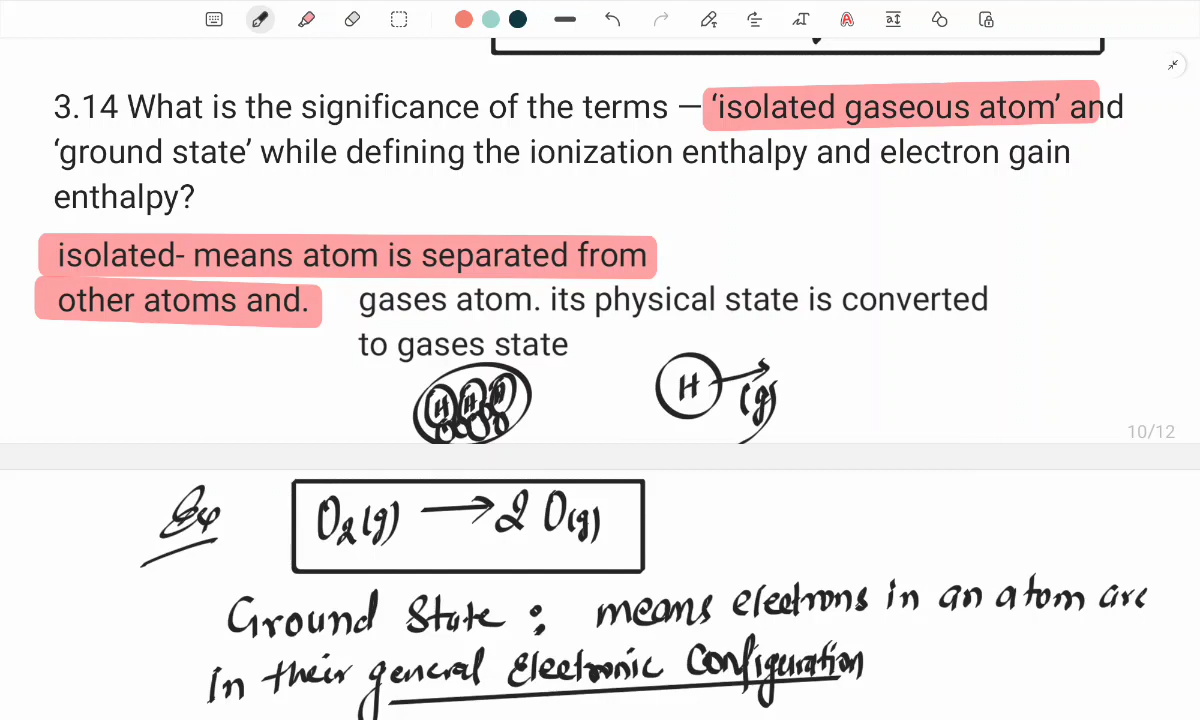 3.14 What is the significance of the terms — ‘isolated gaseous atom’ and
‘ground state’ while defining the ionization enthalpy and electron gain
enthalpy?
isolated- means atom is separated from
other atoms and. gases atom. its physical state is converted
to gases state
H H H H (g)
10/12
Ex O2(g) → 2 O(g)
Ground State : means electrons in an atom are
in their general Electronic Configuration